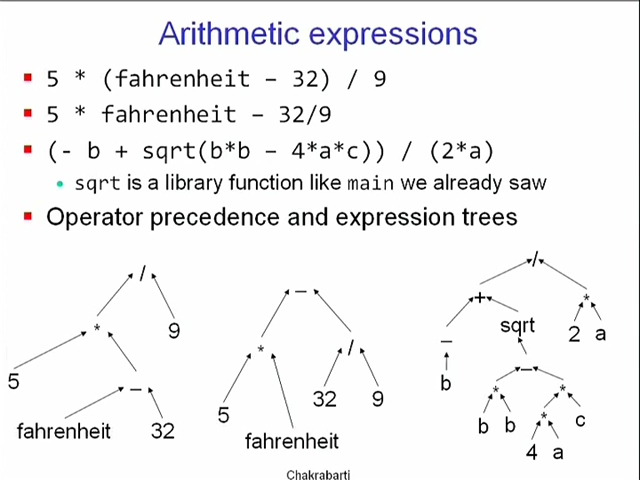 Arithmetic expressions
5 * (fahrenheit – 32) / 9
5 * fahrenheit – 32/9
(- b + sqrt(b*b – 4*a*c)) / (2*a)
sqrt is a library function like main we already saw
Operator precedence and expression trees
/
* 9
5 –
fahrenheit 32
–
* /
5 32 9
fahrenheit
/
+ *
– sqrt 2 a
b –
* *
b b * c
4 a
Chakrabarti